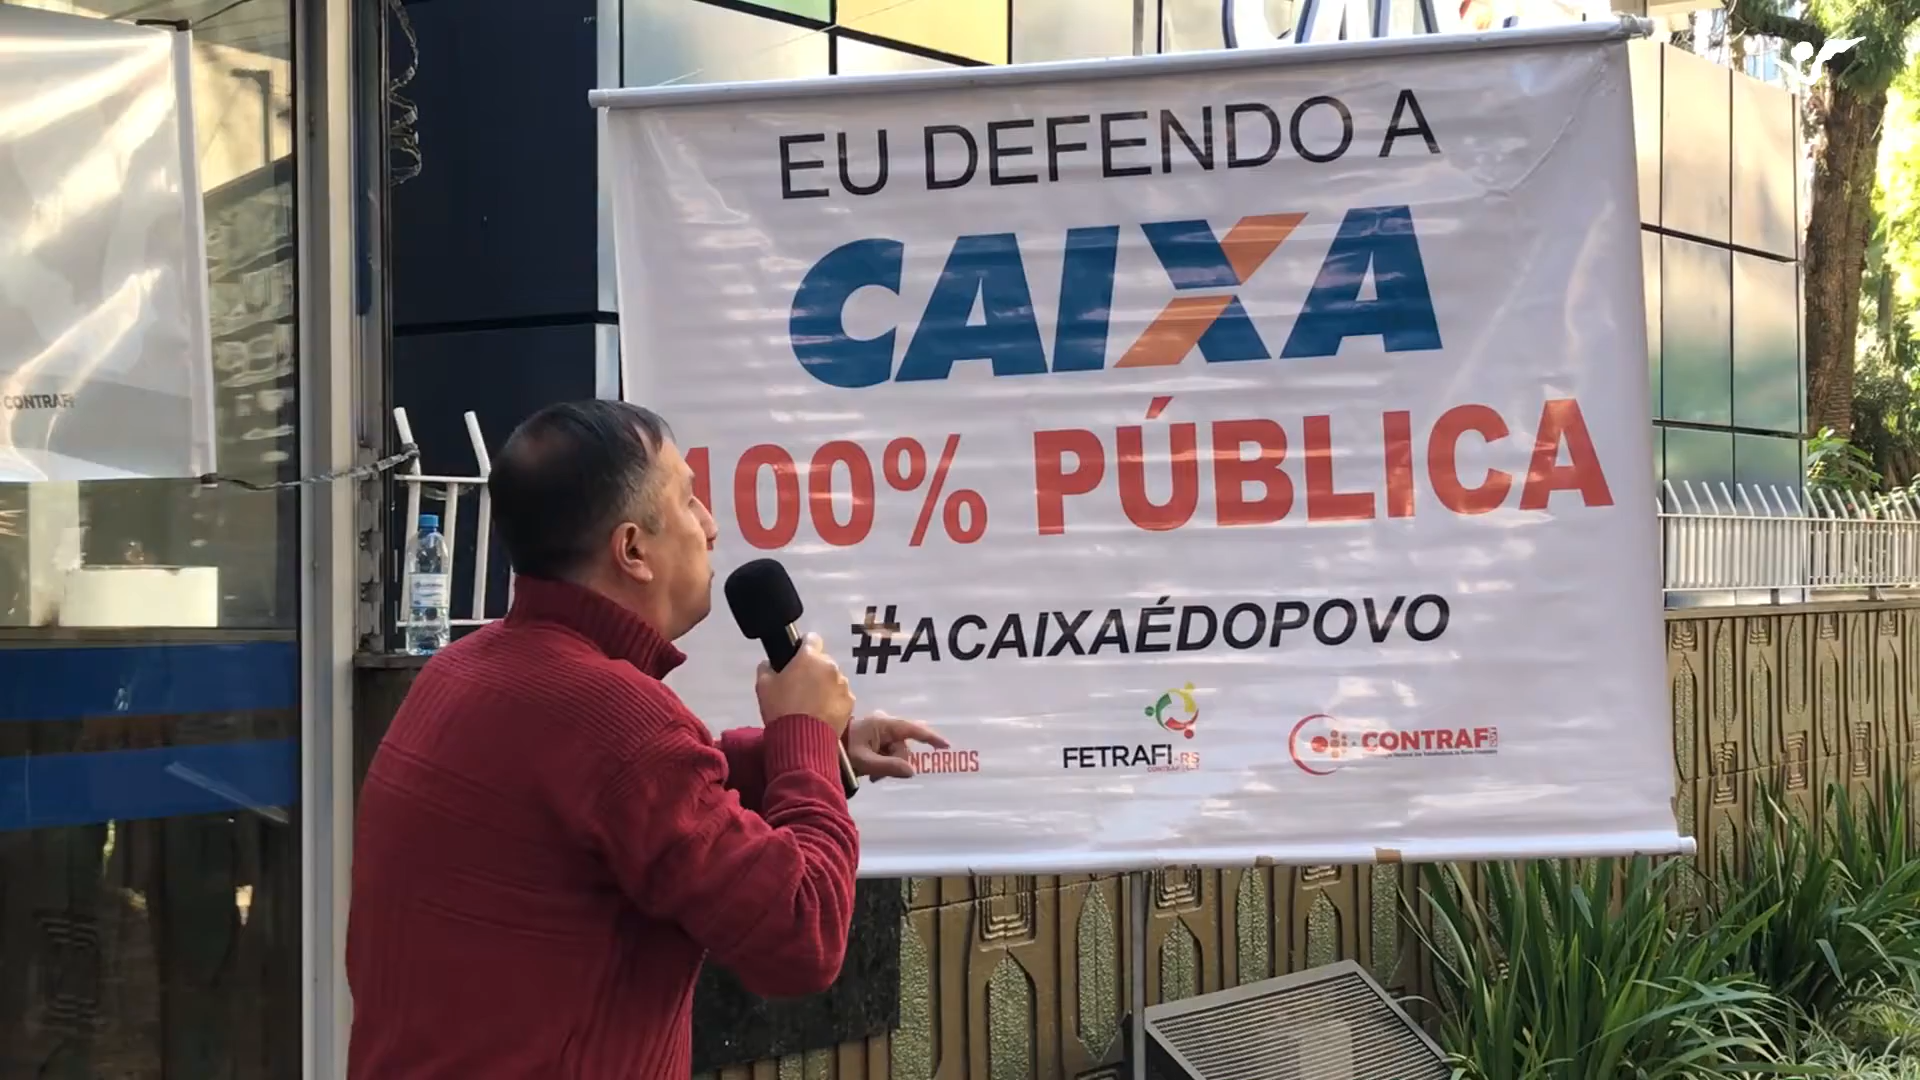 EU DEFENDO A
CAIXA
100% PÚBLICA
#ACAIXAÉDOPOVO
FETRAFI-RS
CONTRAF
CONTRAF